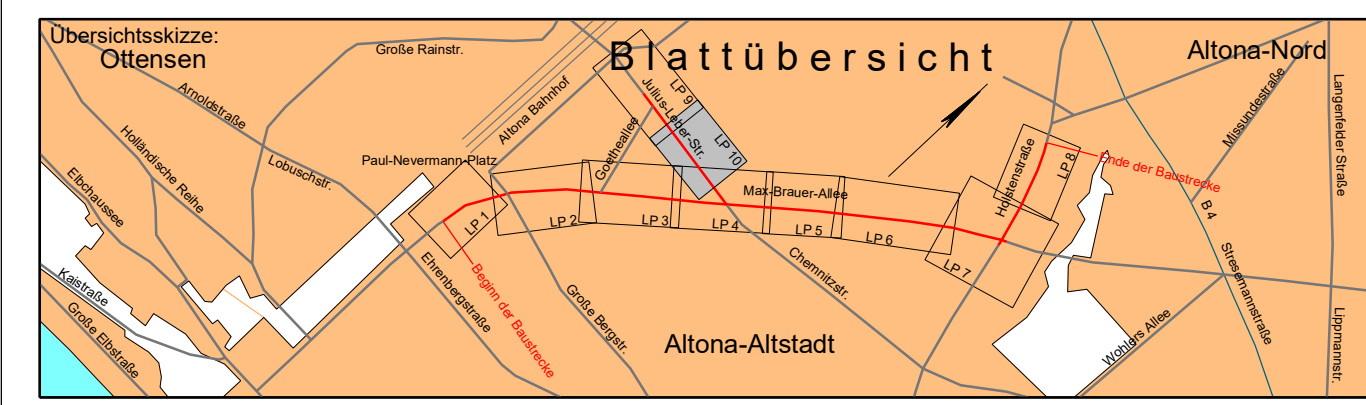 Übersichtsskizze:
Ottensen
Blattübersicht
Altona-Nord
Große Rainstr.
Arnoldstraße
Altona Bahnhof
Julius-Leber-Str.
LP 9
LP 10
Missundestraße
Langenfelder Straße
Holländische Reihe
Lobuschstr.
Paul-Nevermann-Platz
Goetheallee
Max-Brauer-Allee
Holstenstraße
LP 8
Ende der Baustrecke
B 4
Elbchaussee
LP 1
LP 2
LP 3
LP 4
LP 5
LP 6
LP 7
Kaistraße
Große Elbstraße
Ehrenbergstraße
Beginn der Baustrecke
Große Bergstr.
Chemnitzstr.
Altona-Altstadt
Wohlers Allee
Stresemannstraße
Lippmannstr.